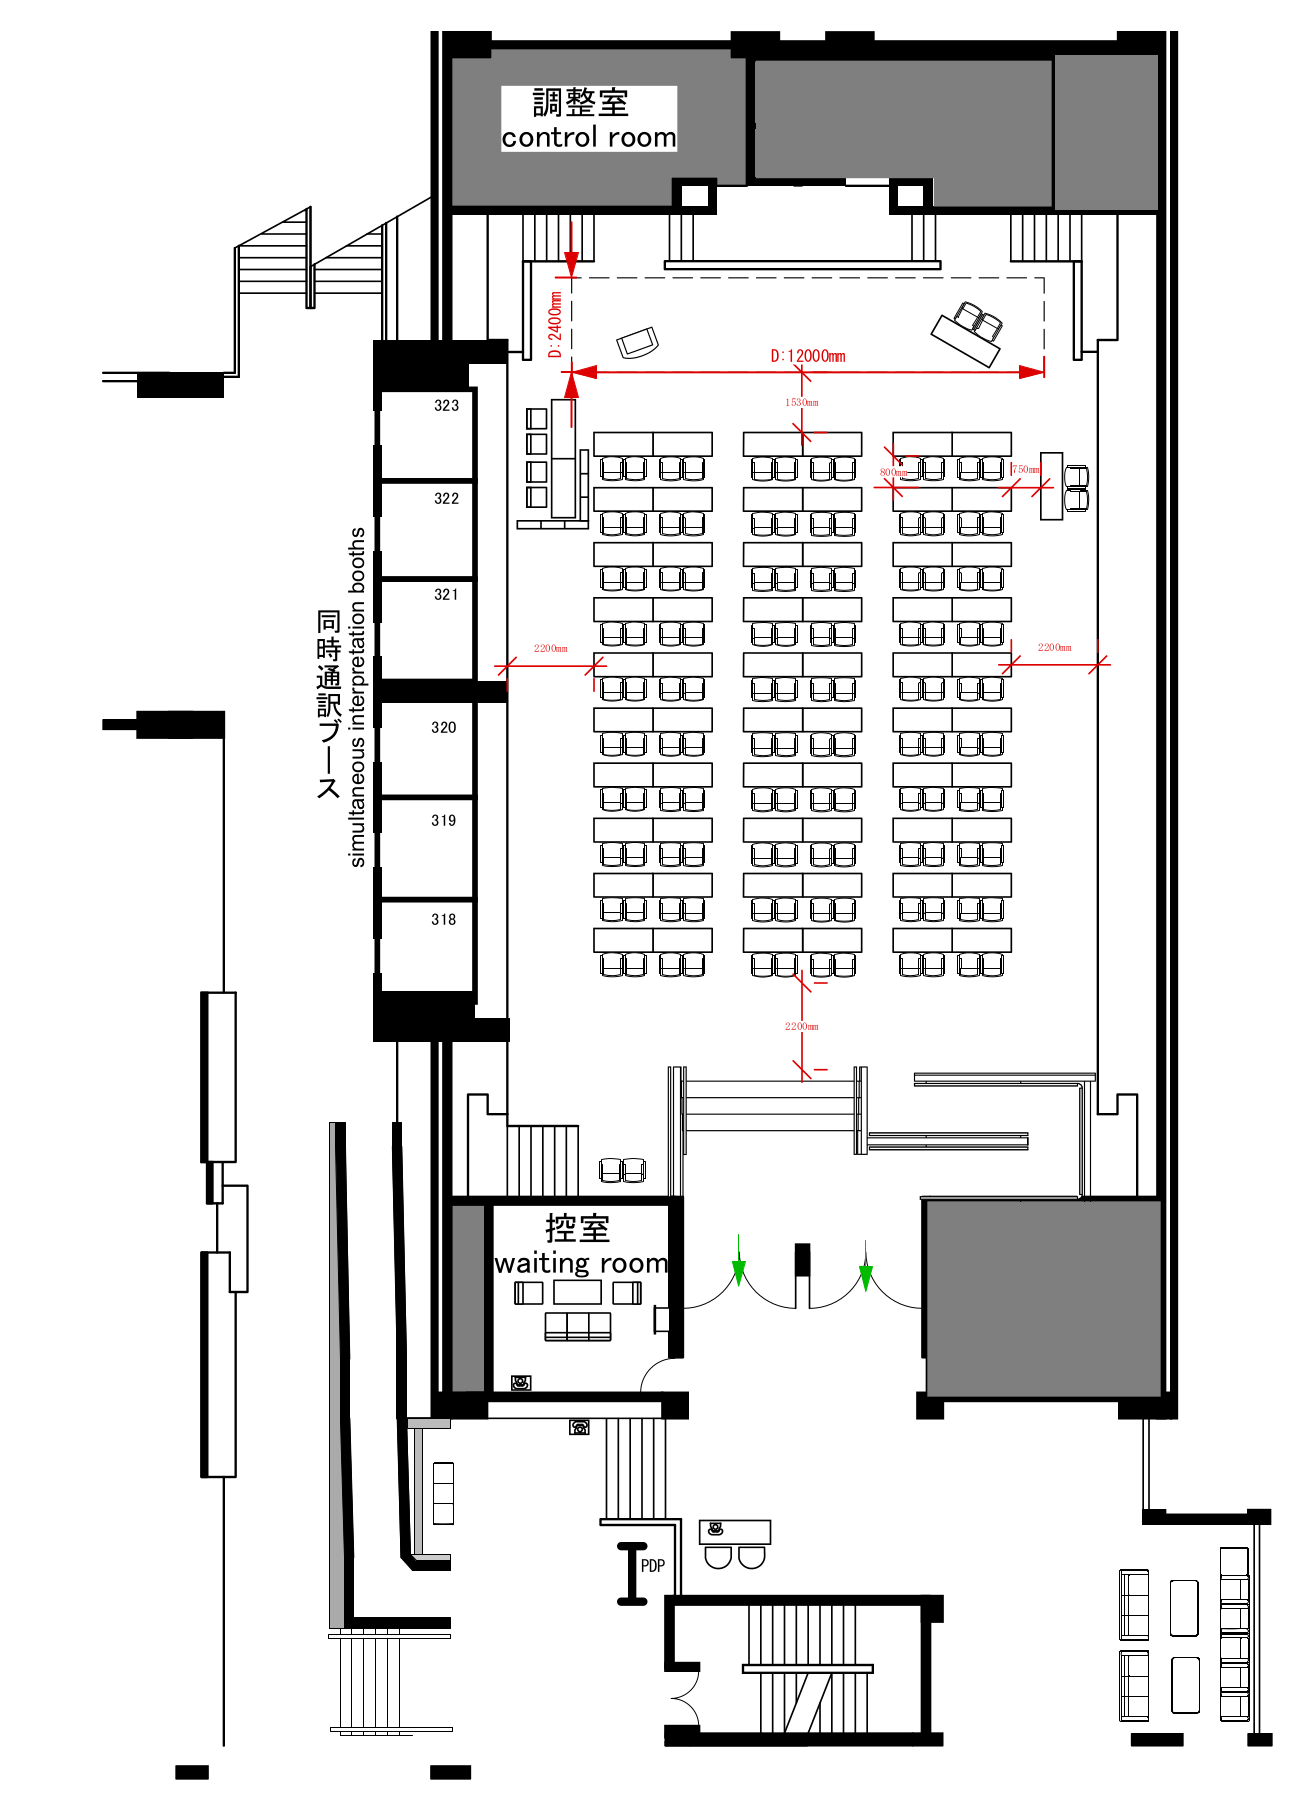 調整室
control room
D:2400mm
D:12000mm
1530mm
323
800mm
750mm
322
321
同時通訳ブース
simultaneous interpretation booths
2200mm
2200mm
320
319
318
2200mm
控室
waiting room
PDP